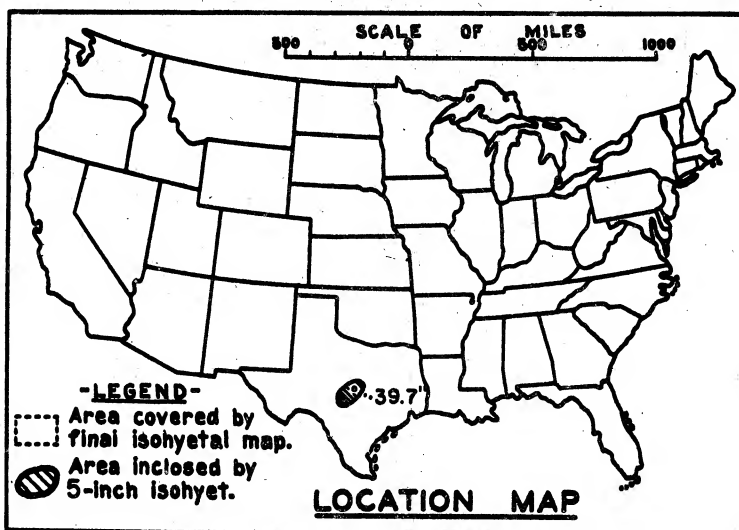 SCALE OF MILES
500 0 500 1000
39.7"
-LEGEND-
Area covered by
final isohyetal map.
Area inclosed by
5-inch isohyet.
LOCATION MAP